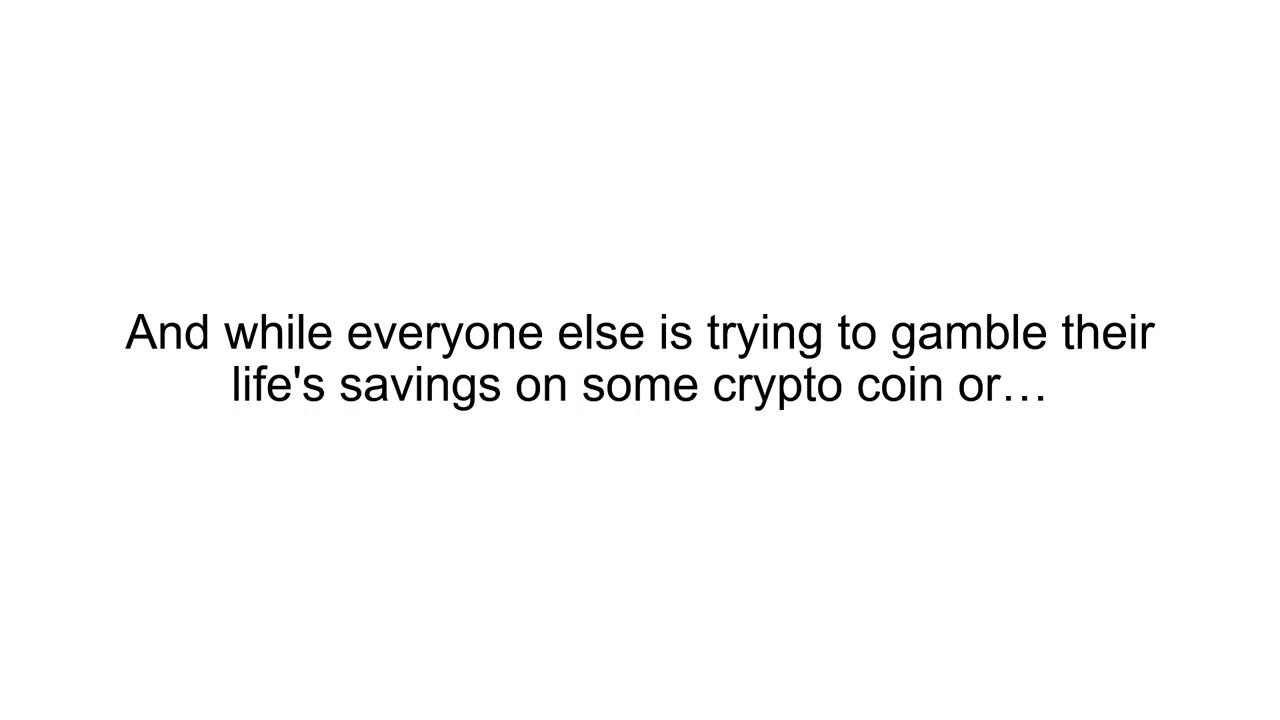 And while everyone else is trying to gamble their
life's savings on some crypto coin or…